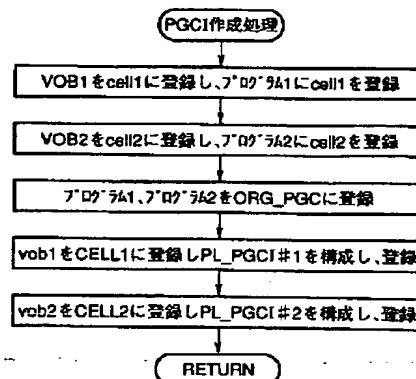 PGCI作成処理
VOB1をcell1に登録し、プログラム1にcell1を登録
VOB2をcell2に登録し、プログラム2にcell2を登録
プログラム1、プログラム2をORG_PGCに登録
vob1をCELL1に登録しPL_PGCI#1を構成し、登録
vob2をCELL2に登録しPL_PGCI#2を構成し、登録
RETURN